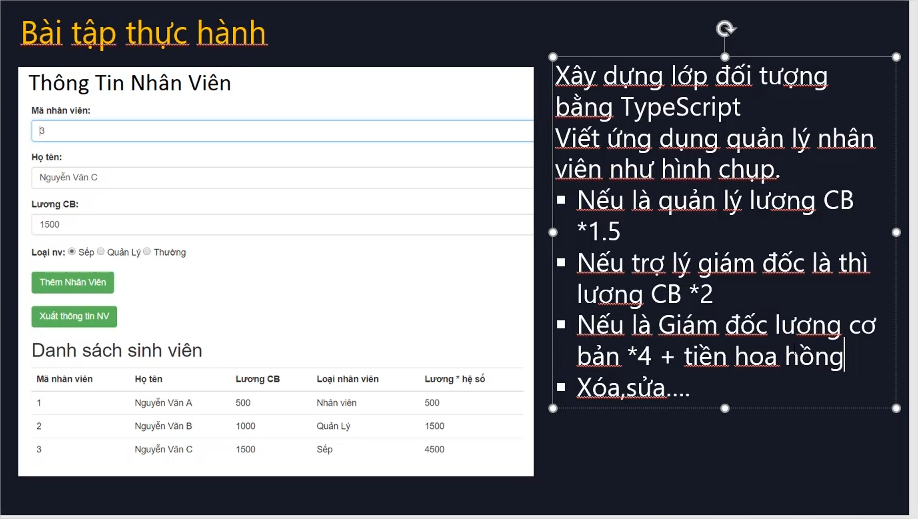 Bài tập thực hành
Thông Tin Nhân Viên
Mã nhân viên:
3
Họ tên:
Nguyễn Văn C
Lương CB:
1500
Loại nv: Sếp Quản Lý Thường
Thêm Nhân Viên
Xuất thông tin NV
Danh sách sinh viên
Mã nhân viên Họ tên Lương CB Loại nhân viên Lương * hệ số
1 Nguyễn Văn A 500 Nhân viên 500
2 Nguyễn Văn B 1000 Quản Lý 1500
3 Nguyễn Văn C 1500 Sếp 4500
Xây dựng lớp đối tượng
bằng TypeScript
Viết ứng dụng quản lý nhân
viên như hình chụp.
▪ Nếu là quản lý lương CB
*1.5
▪ Nếu trợ lý giám đốc là thì
lương CB *2
▪ Nếu là Giám đốc lương cơ
bản *4 + tiền hoa hồng
▪ Xóa,sửa....